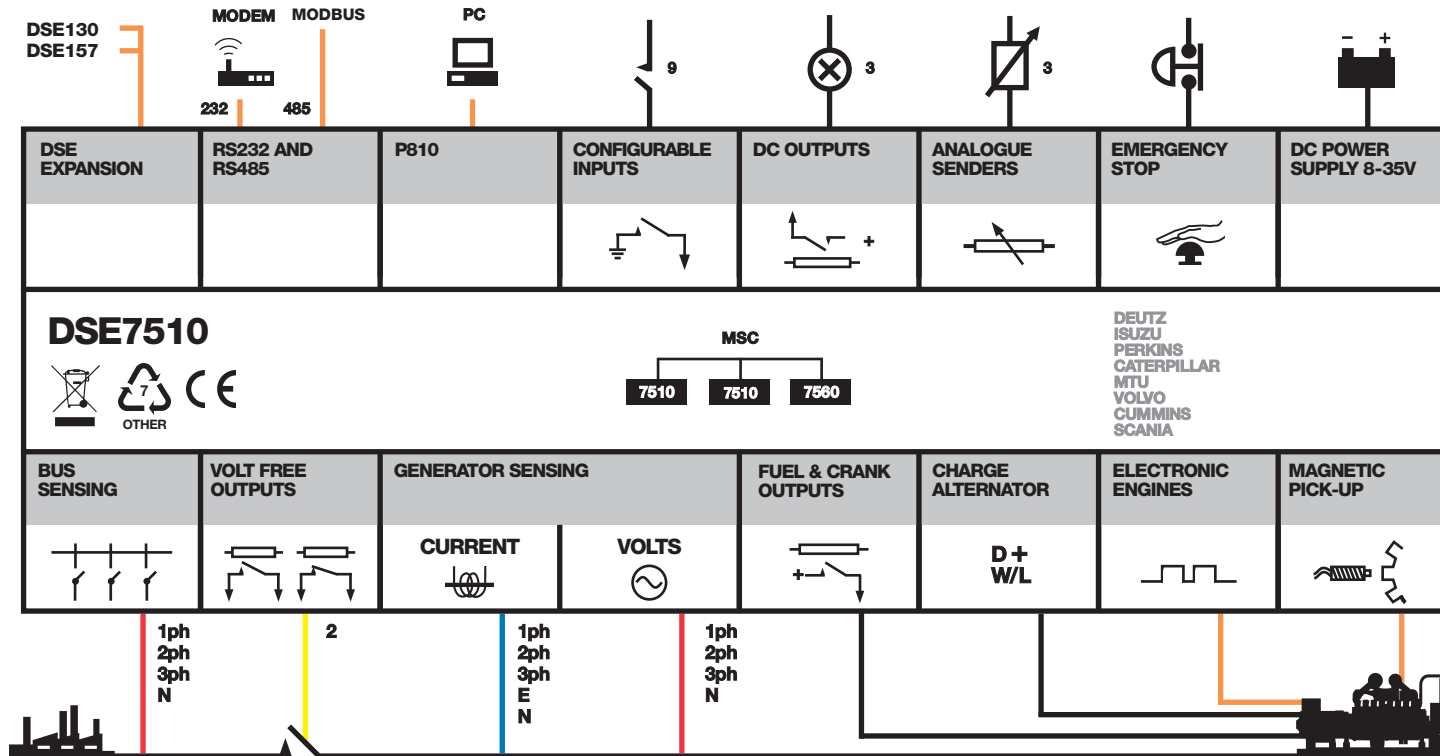 DSE130
DSE157
MODEM
MODBUS
PC
232
485
9
3
3
- +
DSE
EXPANSION
RS232 AND
RS485
P810
CONFIGURABLE
INPUTS
DC OUTPUTS
ANALOGUE
SENDERS
EMERGENCY
STOP
DC POWER
SUPPLY 8-35V
+
DSE7510
7
OTHER
CE
MSC
7510
7510
7560
DEUTZ
ISUZU
PERKINS
CATERPILLAR
MTU
VOLVO
CUMMINS
SCANIA
BUS
SENSING
VOLT FREE
OUTPUTS
GENERATOR SENSING
CURRENT
VOLTS
FUEL & CRANK
OUTPUTS
+
CHARGE
ALTERNATOR
D+
W/L
ELECTRONIC
ENGINES
MAGNETIC
PICK-UP
1ph
2ph
3ph
N
2
1ph
2ph
3ph
E
N
1ph
2ph
3ph
N